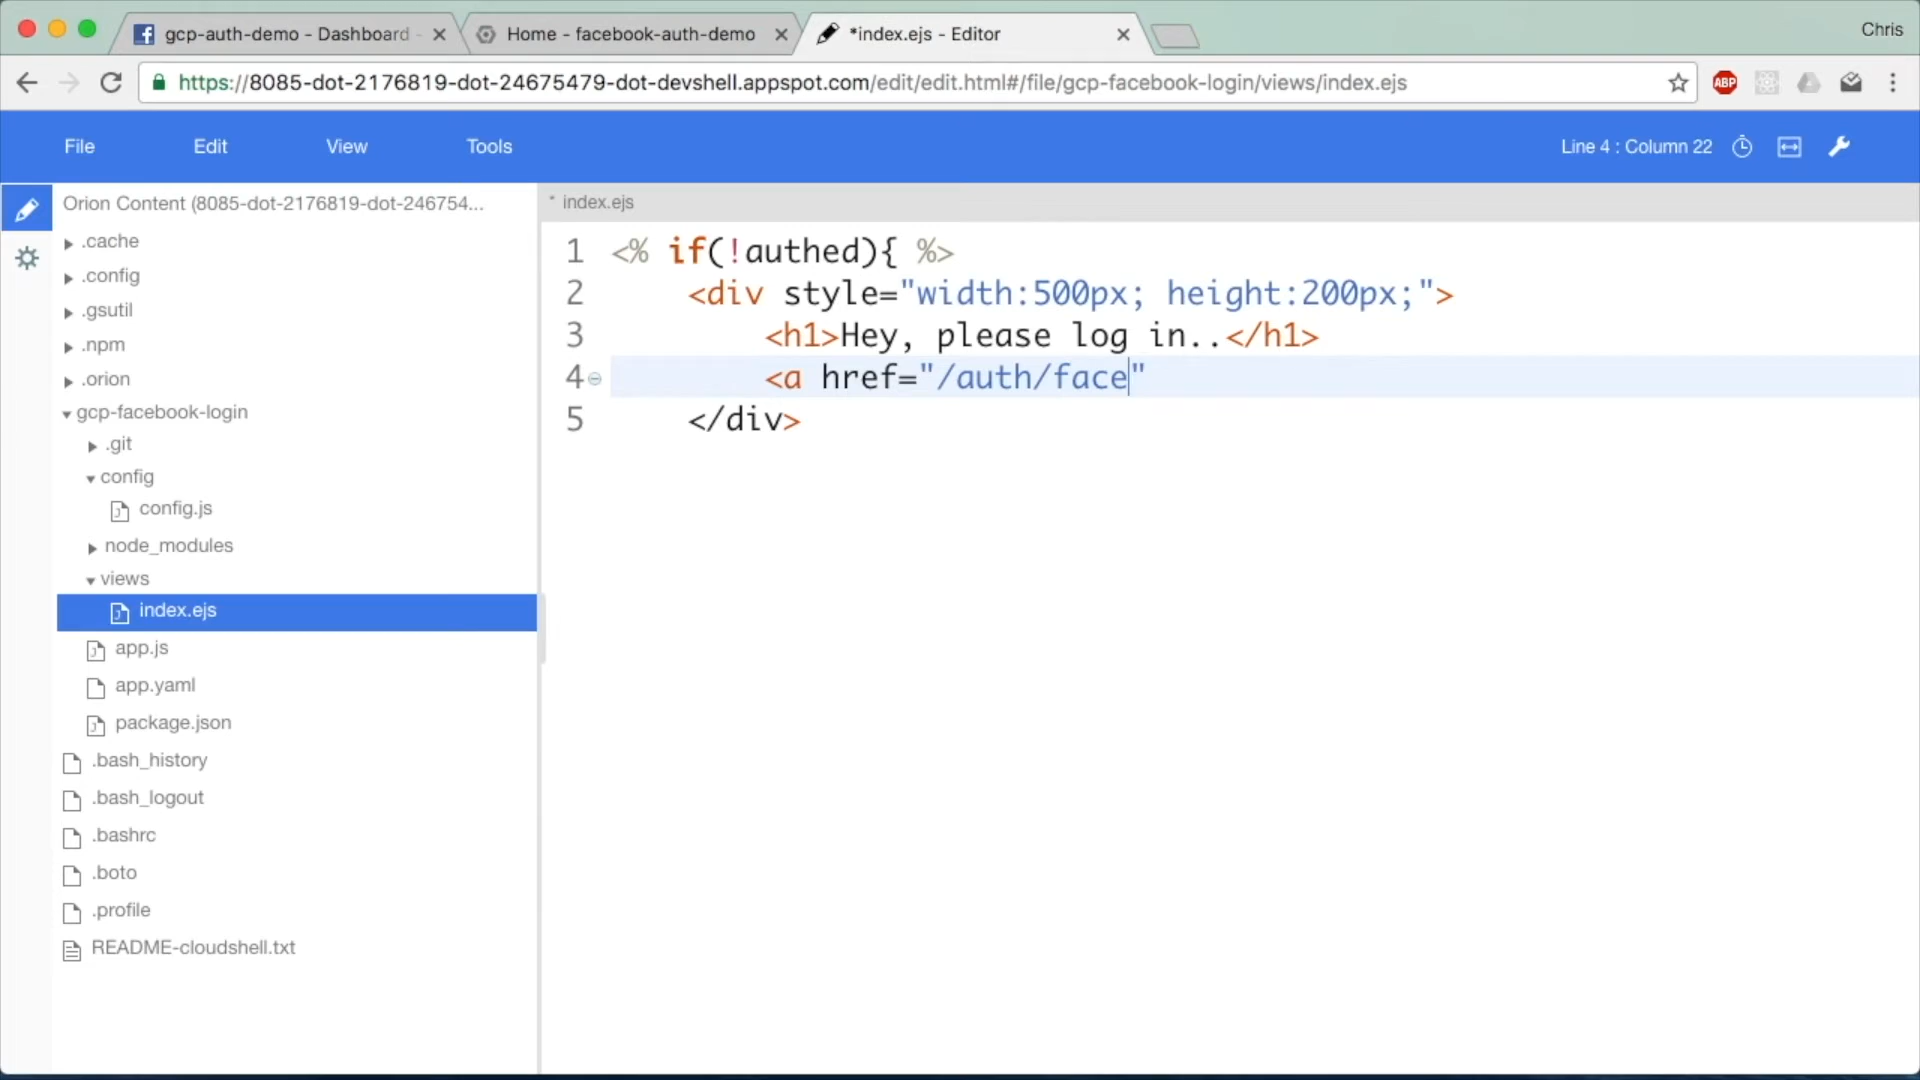 gcp-auth-demo - Dashboard -
Home - facebook-auth-demo
*index.ejs - Editor
Chris
https://8085-dot-2176819-dot-24675479-dot-devshell.appspot.com/edit/edit.html#/file/gcp-facebook-login/views/index.ejs
ABP
File Edit View Tools
Line 4 : Column 22
Orion Content (8085-dot-2176819-dot-246754...
.cache
.config
.gsutil
.npm
.orion
gcp-facebook-login
.git
config
config.js
node_modules
views
index.ejs
app.js
app.yaml
package.json
.bash_history
.bash_logout
.bashrc
.boto
.profile
README-cloudshell.txt
* index.ejs
1 <% if(!authed){ %>
2 <div style="width:500px; height:200px;">
3 <h1>Hey, please log in..</h1>
4 <a href="/auth/face"
5 </div>